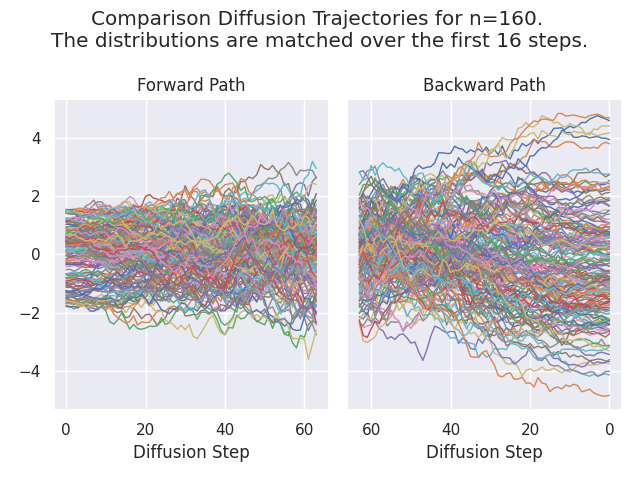 Comparison Diffusion Trajectories for n=160.
The distributions are matched over the first 16 steps.
Forward Path
Backward Path
4
2
0
−2
−4
0 20 40 60
60 40 20 0
Diffusion Step
Diffusion Step